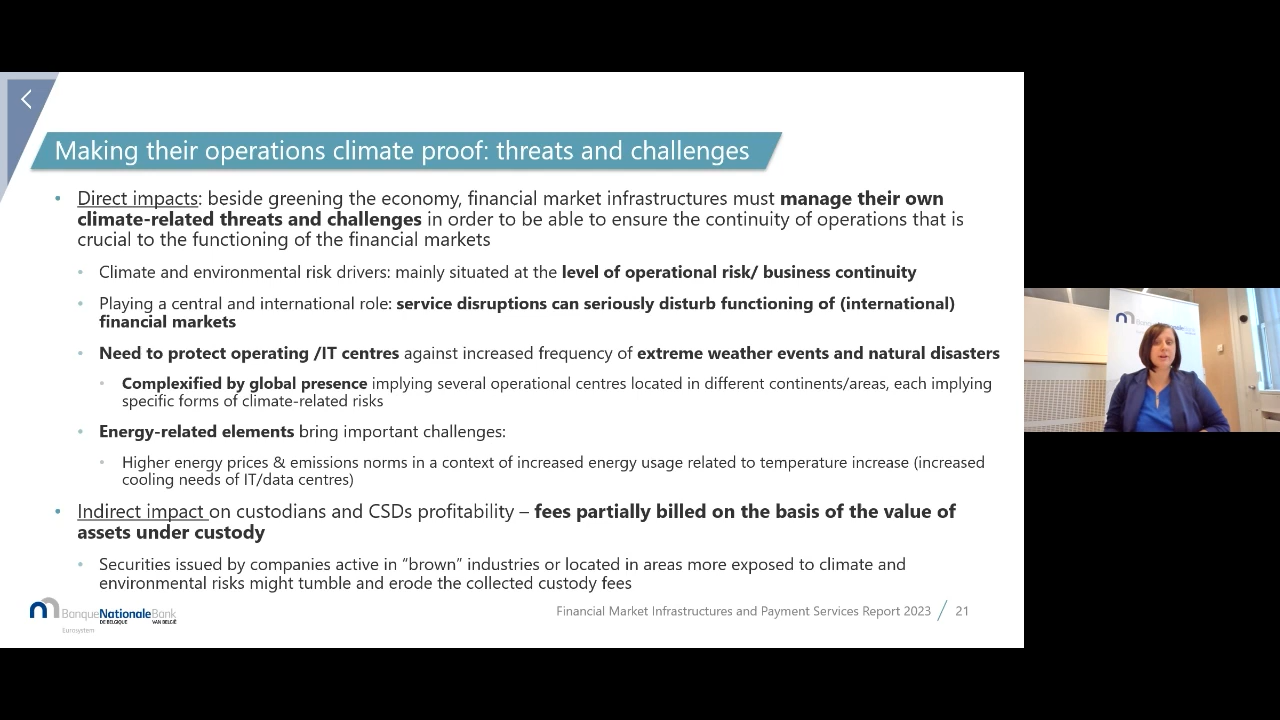 Making their operations climate proof: threats and challenges
• Direct impacts: beside greening the economy, financial market infrastructures must manage their own
climate-related threats and challenges in order to be able to ensure the continuity of operations that is
crucial to the functioning of the financial markets
• Climate and environmental risk drivers: mainly situated at the level of operational risk/ business continuity
• Playing a central and international role: service disruptions can seriously disturb functioning of (international)
financial markets
• Need to protect operating /IT centres against increased frequency of extreme weather events and natural disasters
• Complexified by global presence implying several operational centres located in different continents/areas, each implying
specific forms of climate-related risks
• Energy-related elements bring important challenges:
• Higher energy prices & emissions norms in a context of increased energy usage related to temperature increase (increased
cooling needs of IT/data centres)
• Indirect impact on custodians and CSDs profitability – fees partially billed on the basis of the value of
assets under custody
• Securities issued by companies active in “brown” industries or located in areas more exposed to climate and
environmental risks might tumble and erode the collected custody fees
BanqueNationaleBank
DE BELGIQUE VAN BELGIË
Eurosystem
Financial Market Infrastructures and Payment Services Report 2023 / 21